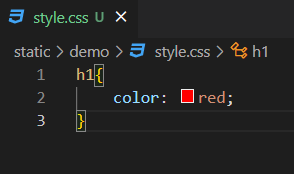 style.css U
static > demo > style.css > h1
1 h1{
2 color: red;
3 }